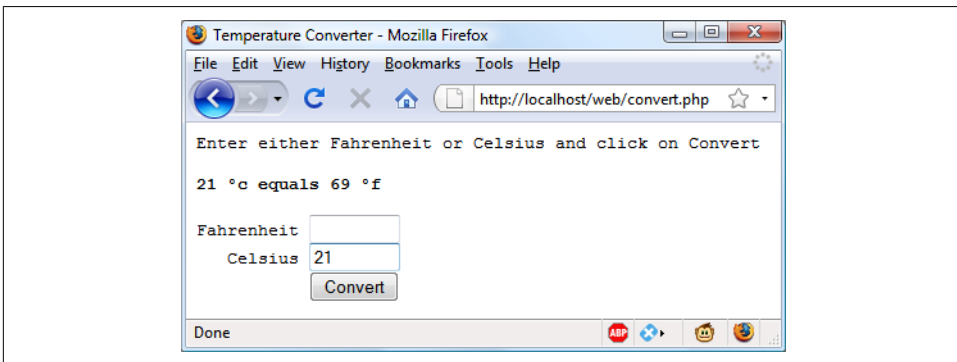 Temperature Converter - Mozilla Firefox
File Edit View History Bookmarks Tools Help
http://localhost/web/convert.php
Enter either Fahrenheit or Celsius and click on Convert
21 °c equals 69 °f
Fahrenheit
Celsius 21
Convert
Done ABP